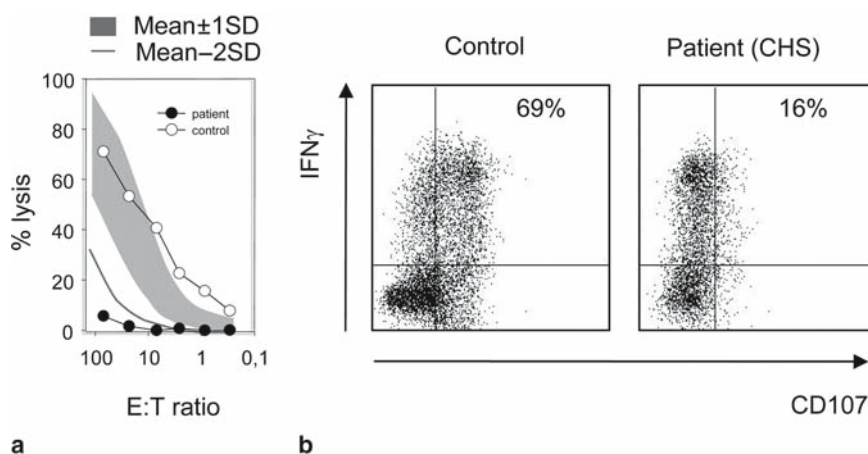 Mean±1SD
Mean–2SD
100
80
60
40
20
0
% lysis
patient
control
100 10 1 0,1
E:T ratio
a
Control Patient (CHS)
69% 16%
IFNγ
CD107
b